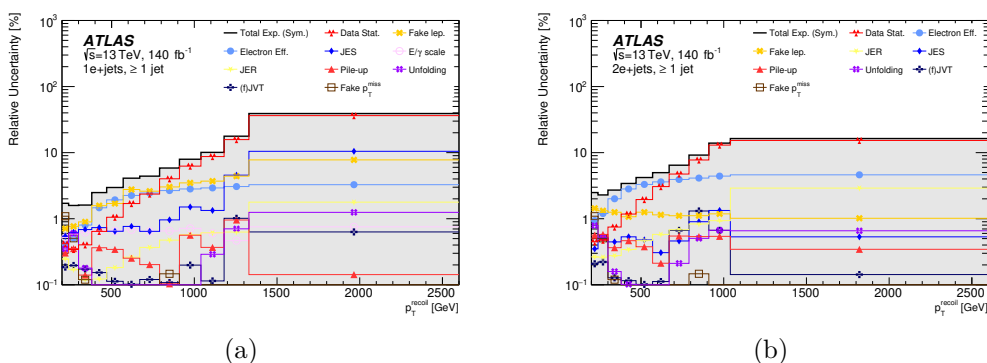 Relative Uncertainty [%]
10³
10²
10
1
10⁻¹
ATLAS
√s=13 TeV, 140 fb⁻¹
1e+jets, ≥ 1 jet
Total Exp. (Sym.)
Data Stat.
Fake lep.
Electron Eff.
JES
E/γ scale
JER
Pile-up
Unfolding
(f)JVT
Fake p_T^miss
500 1000 1500 2000 2500
p_T^recoil [GeV]
(a)
Relative Uncertainty [%]
10³
10²
10
1
10⁻¹
ATLAS
√s=13 TeV, 140 fb⁻¹
2e+jets, ≥ 1 jet
Total Exp. (Sym.)
Data Stat.
Electron Eff.
Fake lep.
JER
JES
Pile-up
Unfolding
(f)JVT
Fake p_T^miss
500 1000 1500 2000 2500
p_T^recoil [GeV]
(b)